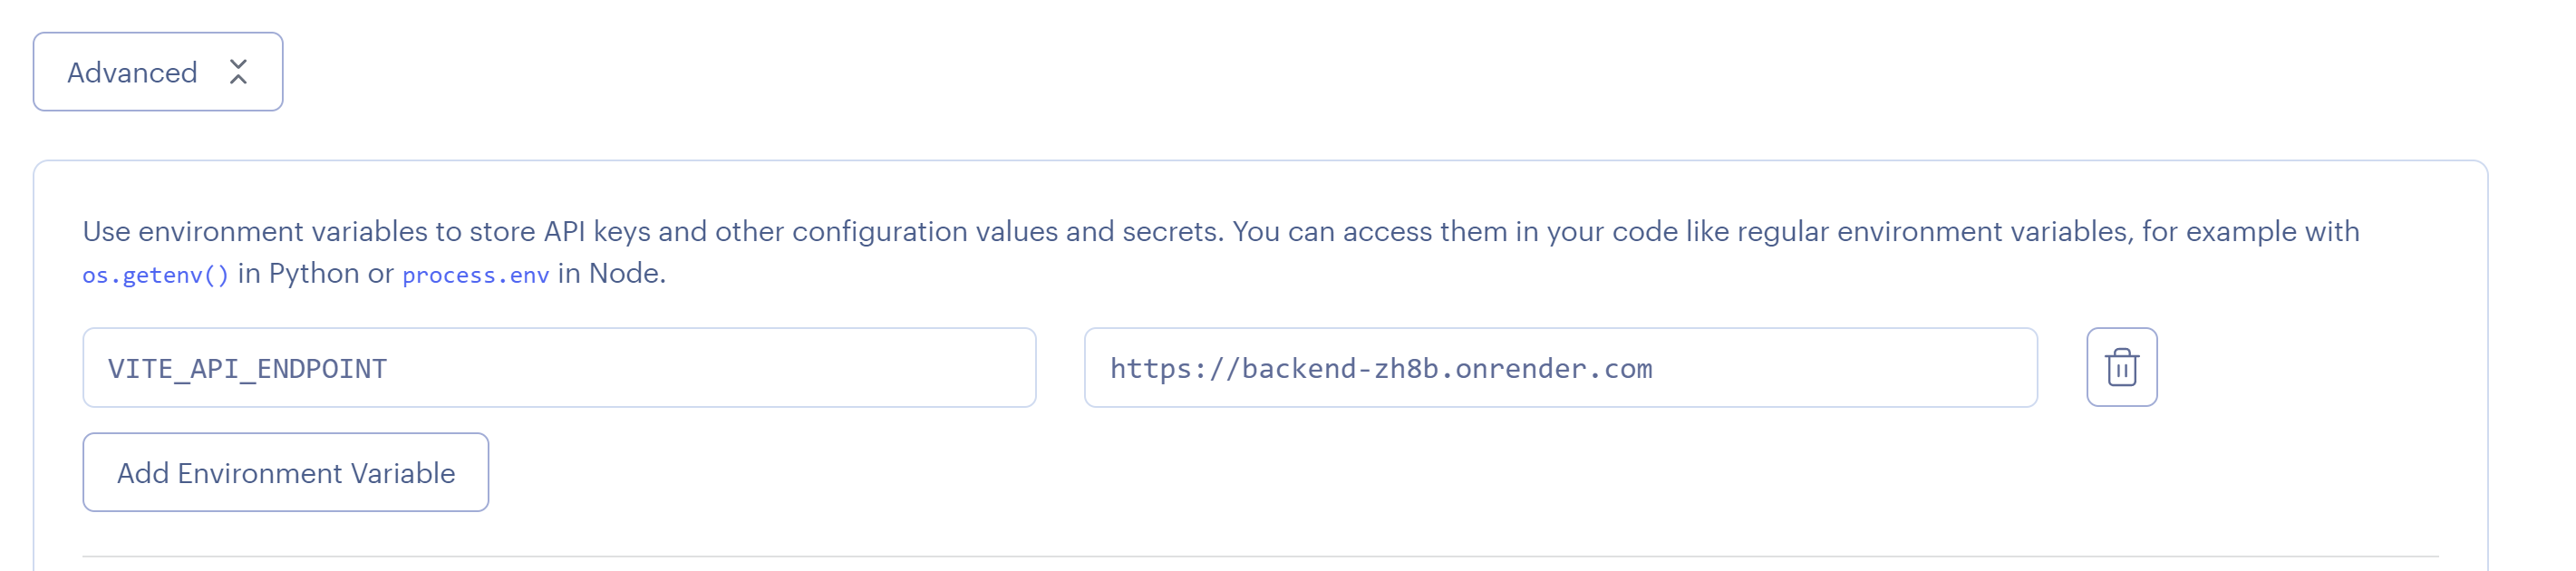 Advanced
Use environment variables to store API keys and other configuration values and secrets. You can access them in your code like regular environment variables, for example with
os.getenv() in Python or process.env in Node.
VITE_API_ENDPOINT https://backend-zh8b.onrender.com
Add Environment Variable